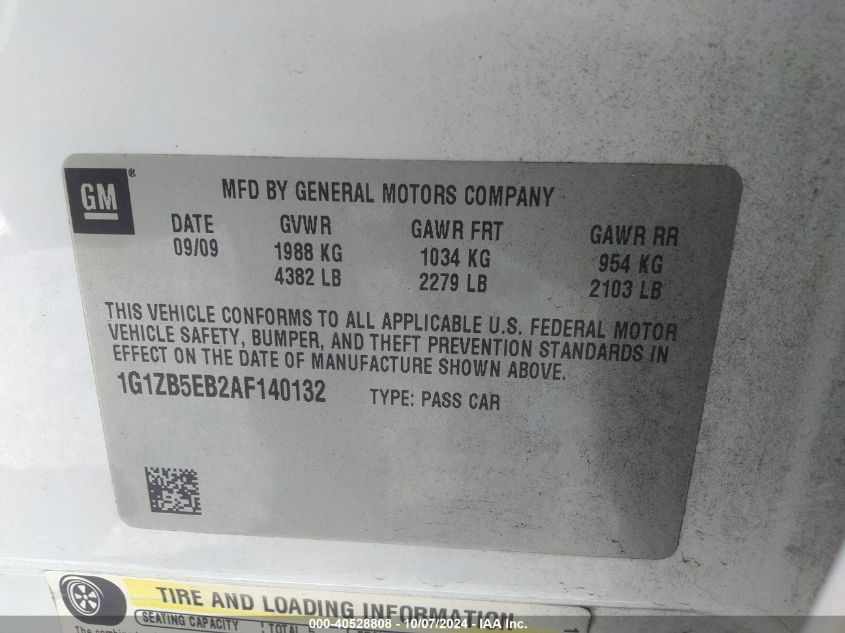 GM
MFD BY GENERAL MOTORS COMPANY
DATE GVWR GAWR FRT GAWR RR
09/09 1988 KG 1034 KG 954 KG
4382 LB 2279 LB 2103 LB
THIS VEHICLE CONFORMS TO ALL APPLICABLE U.S. FEDERAL MOTOR
VEHICLE SAFETY, BUMPER, AND THEFT PREVENTION STANDARDS IN
EFFECT ON THE DATE OF MANUFACTURE SHOWN ABOVE.
1G1ZB5EB2AF140132 TYPE: PASS CAR
TIRE AND LOADING INFORMATION
SEATING CAPACITY TOTAL
The
000-40528808 - 10/07/2024 - IAA Inc.